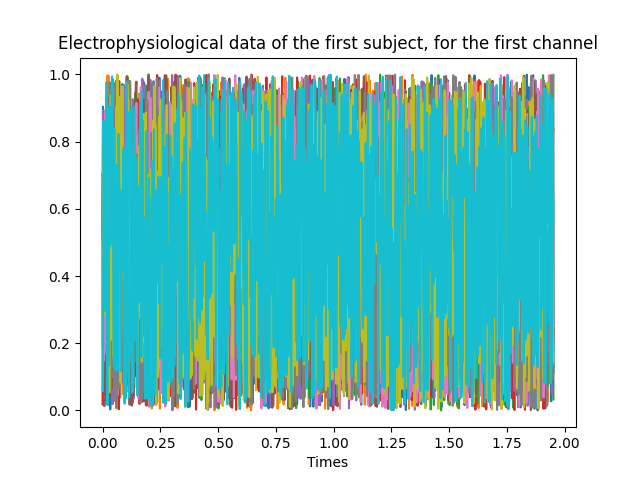 Electrophysiological data of the first subject, for the first channel
1.0
0.8
0.6
0.4
0.2
0.0
0.00 0.25 0.50 0.75 1.00 1.25 1.50 1.75 2.00
Times